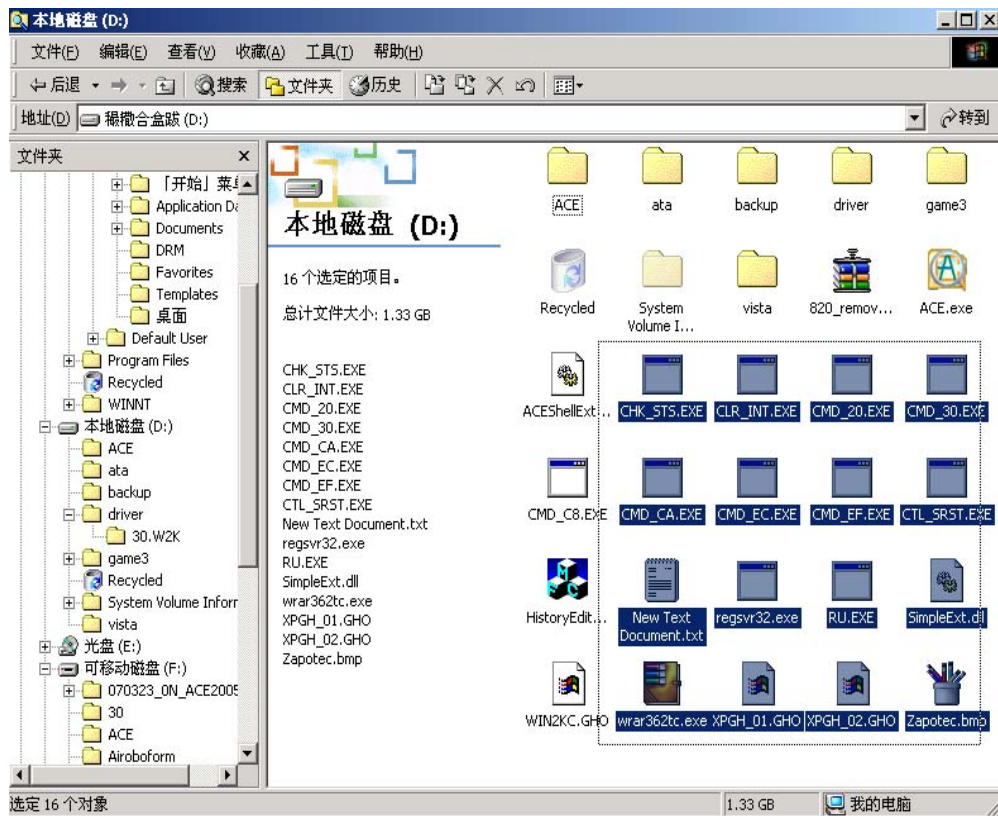 本地磁盘 (D:)
文件(F) 编辑(E) 查看(V) 收藏(A) 工具(T) 帮助(H)
后退 搜索 文件夹 历史
地址(D) 褟撒合盒跋 (D:) 转到
文件夹
「开始」菜
Application Da
Documents
DRM
Favorites
Templates
桌面
Default User
Program Files
Recycled
WINNT
本地磁盘 (D:)
ACE
ata
backup
driver
30.W2K
game3
Recycled
System Volume Inforr
vista
光盘 (E:)
可移动磁盘 (F:)
070323_0N_ACE2005
30
ACE
Airoboform
本地磁盘 (D:)
16 个选定的项目。
总计文件大小: 1.33 GB
CHK_STS.EXE
CLR_INT.EXE
CMD_20.EXE
CMD_30.EXE
CMD_CA.EXE
CMD_EC.EXE
CMD_EF.EXE
CTL_SRST.EXE
New Text Document.txt
regsvr32.exe
RU.EXE
SimpleExt.dll
wrar362tc.exe
XPGH_01.GHO
XPGH_02.GHO
Zapotec.bmp
ACE ata backup driver game3
Recycled System Volume I... vista 820_remov... ACE.exe
ACEShellExt... CHK_STS.EXE CLR_INT.EXE CMD_20.EXE CMD_30.EXE
CMD_C8.EXE CMD_CA.EXE CMD_EC.EXE CMD_EF.EXE CTL_SRST.EXE
HistoryEdit... New Text Document.txt regsvr32.exe RU.EXE SimpleExt.dll
WIN2KC.GHO wrar362tc.exe XPGH_01.GHO XPGH_02.GHO Zapotec.bmp
选定 16 个对象 1.33 GB 我的电脑